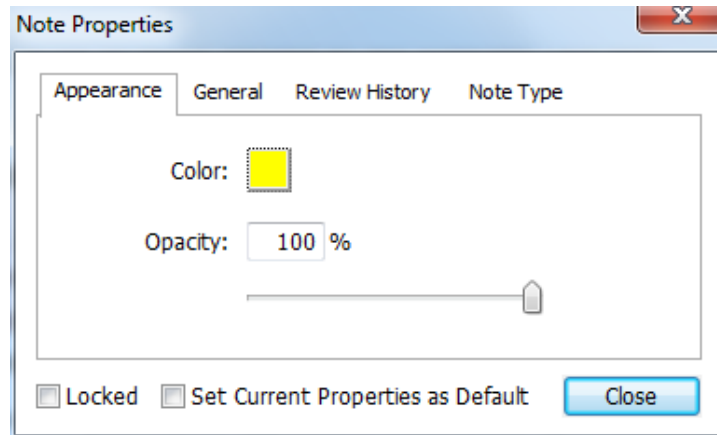 Note Properties
Appearance General Review History Note Type
Color:
Opacity: 100 %
Locked Set Current Properties as Default Close